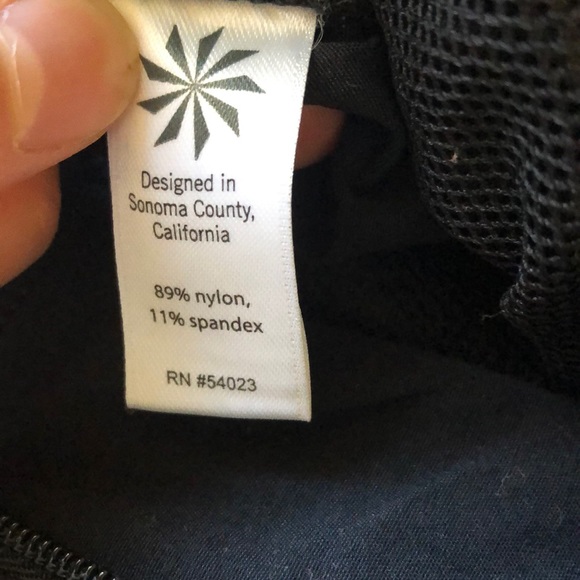 Designed in
Sonoma County,
California
89% nylon,
11% spandex
RN #54023